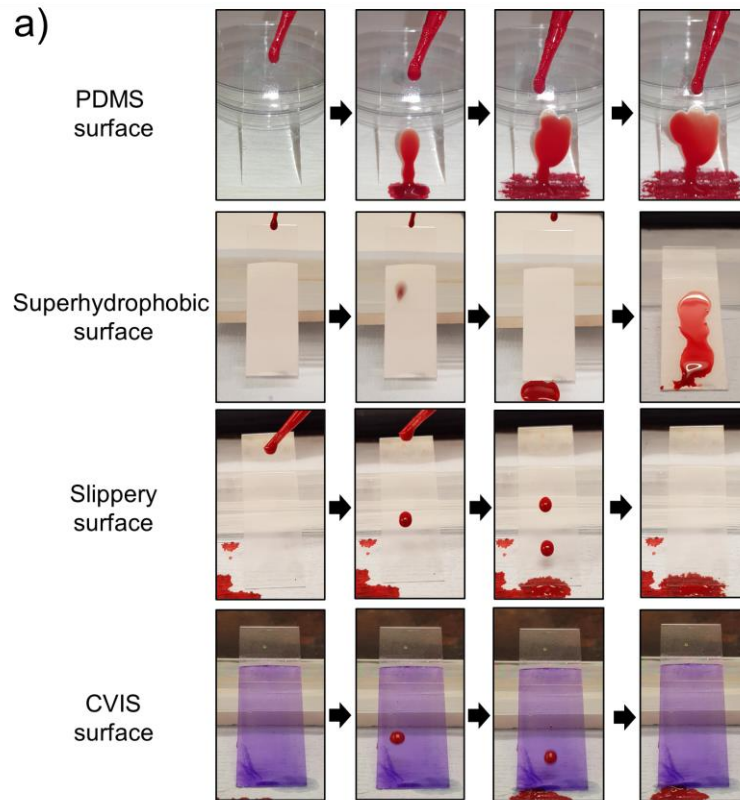 a)
PDMS
surface
Superhydrophobic
surface
Slippery
surface
CVIS
surface